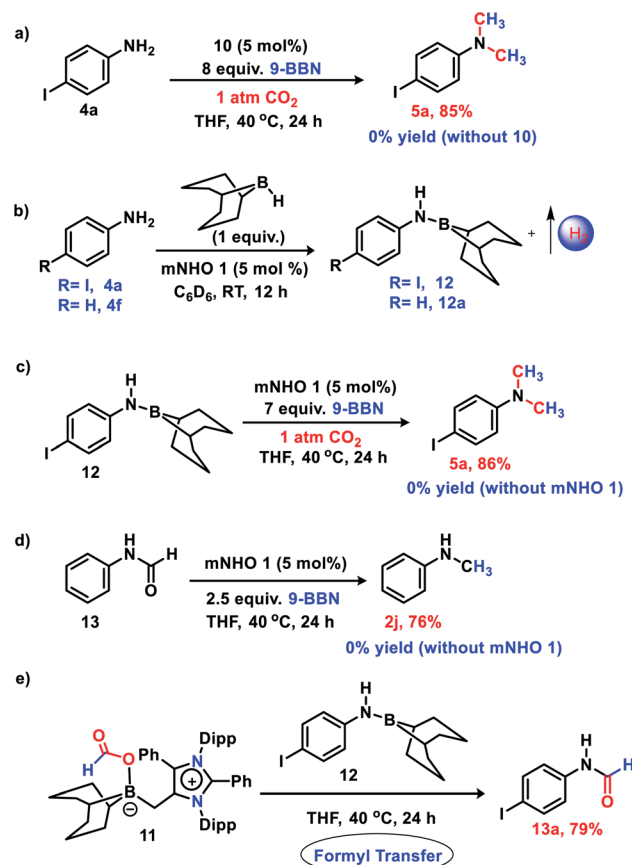 a)
NH2
I
4a
10 (5 mol%)
8 equiv. 9-BBN
1 atm CO2
THF, 40 °C, 24 h
CH3
N
CH3
I
5a, 85%
0% yield (without 10)
b)
NH2
R
R= I, 4a
R= H, 4f
B
H
(1 equiv.)
mNHO 1 (5 mol %)
C6D6, RT, 12 h
H
N
B
R
R= I, 12
R= H, 12a
+
H2
c)
H
N
B
I
12
mNHO 1 (5 mol%)
7 equiv. 9-BBN
1 atm CO2
THF, 40 °C, 24 h
CH3
N
CH3
I
5a, 86%
0% yield (without mNHO 1)
d)
H
N
H
O
13
mNHO 1 (5 mol%)
2.5 equiv. 9-BBN
THF, 40 °C, 24 h
H
N
CH3
2j, 76%
0% yield (without mNHO 1)
e)
O
H
O
B
⊖
Ph
Dipp
N
+
Ph
N
Dipp
11
H
N
B
I
12
THF, 40 °C, 24 h
Formyl Transfer
H
N
H
O
I
13a, 79%